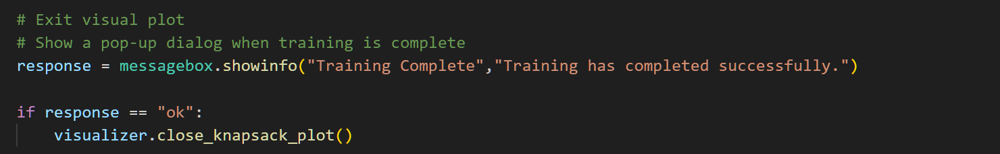 # Exit visual plot
# Show a pop-up dialog when training is complete
response = messagebox.showinfo("Training Complete","Training has completed successfully.")
if response == "ok":
    visualizer.close_knapsack_plot()